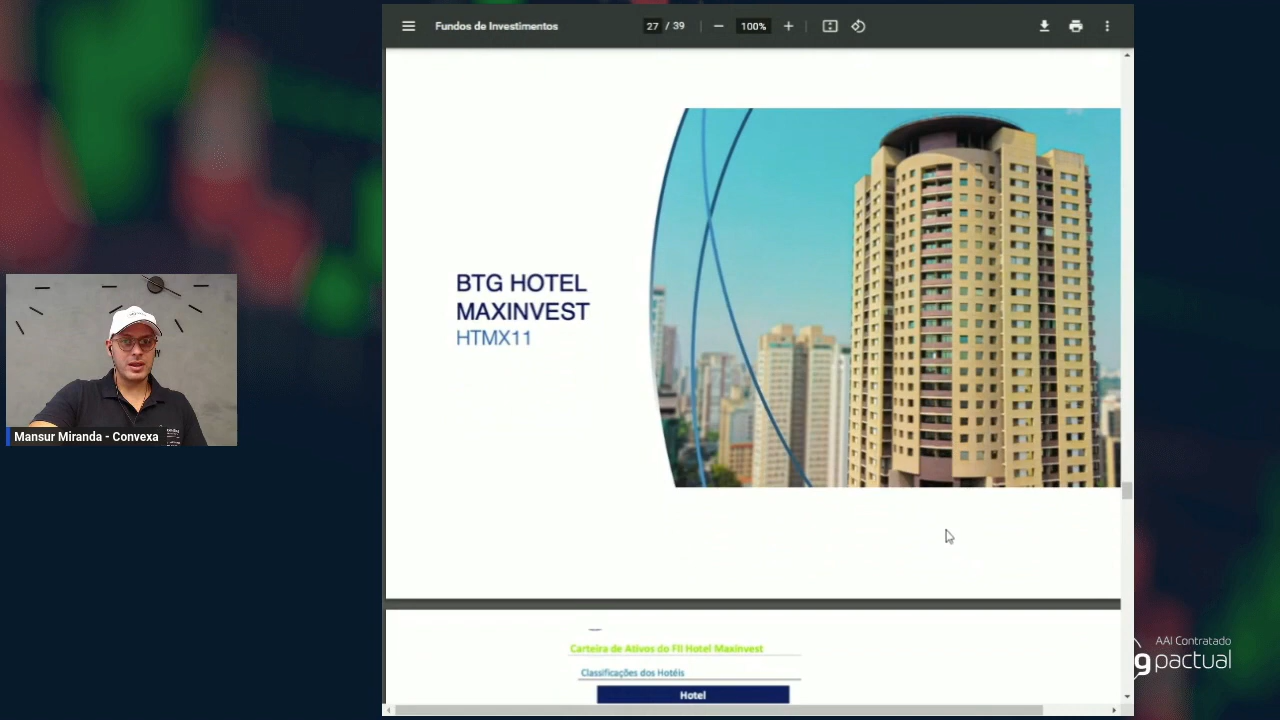 Fundos de Investimentos
27 / 39
100%
BTG HOTEL
MAXINVEST
HTMX11
Mansur Miranda - Convexa
AAI Contratado
g pactual
Carteira de Ativos do FII Hotel Maxinvest
Classificações dos Hotéis
Hotel